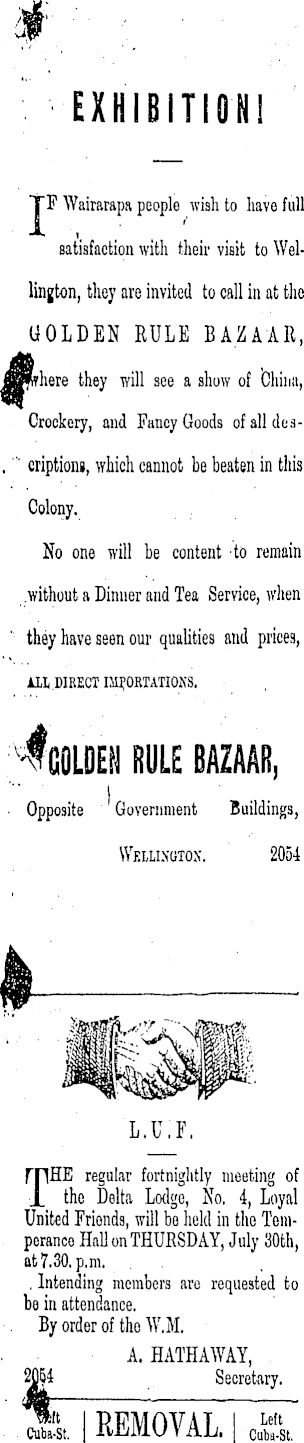 EXHIBITION!
IF Wairarapa people wish to have full
satisfaction with their visit to Wel-
lington, they are invited to call in at the
GOLDEN RULE BAZAAR,
where they will see a show of China,
Crockery, and Fancy Goods of all des-
criptions, which cannot be beaten in this
Colony.
No one will be content to remain
without a Dinner and Tea Service, when
they have seen our qualities and prices,
ALL DIRECT IMPORTATIONS.
GOLDEN RULE BAZAAR,
Opposite Government Buildings,
WELLINGTON. 2054
L.U.F.
THE regular fortnightly meeting of
the Delta Lodge, No. 4, Loyal
United Friends, will be held in the Tem-
perance Hall on THURSDAY, July 30th,
at 7.30. p.m.
Intending members are requested to
be in attendance.
By order of the W.M.
A. HATHAWAY,
2054 Secretary.
Left
Cuba-St.
REMOVAL.
Left
Cuba-St.